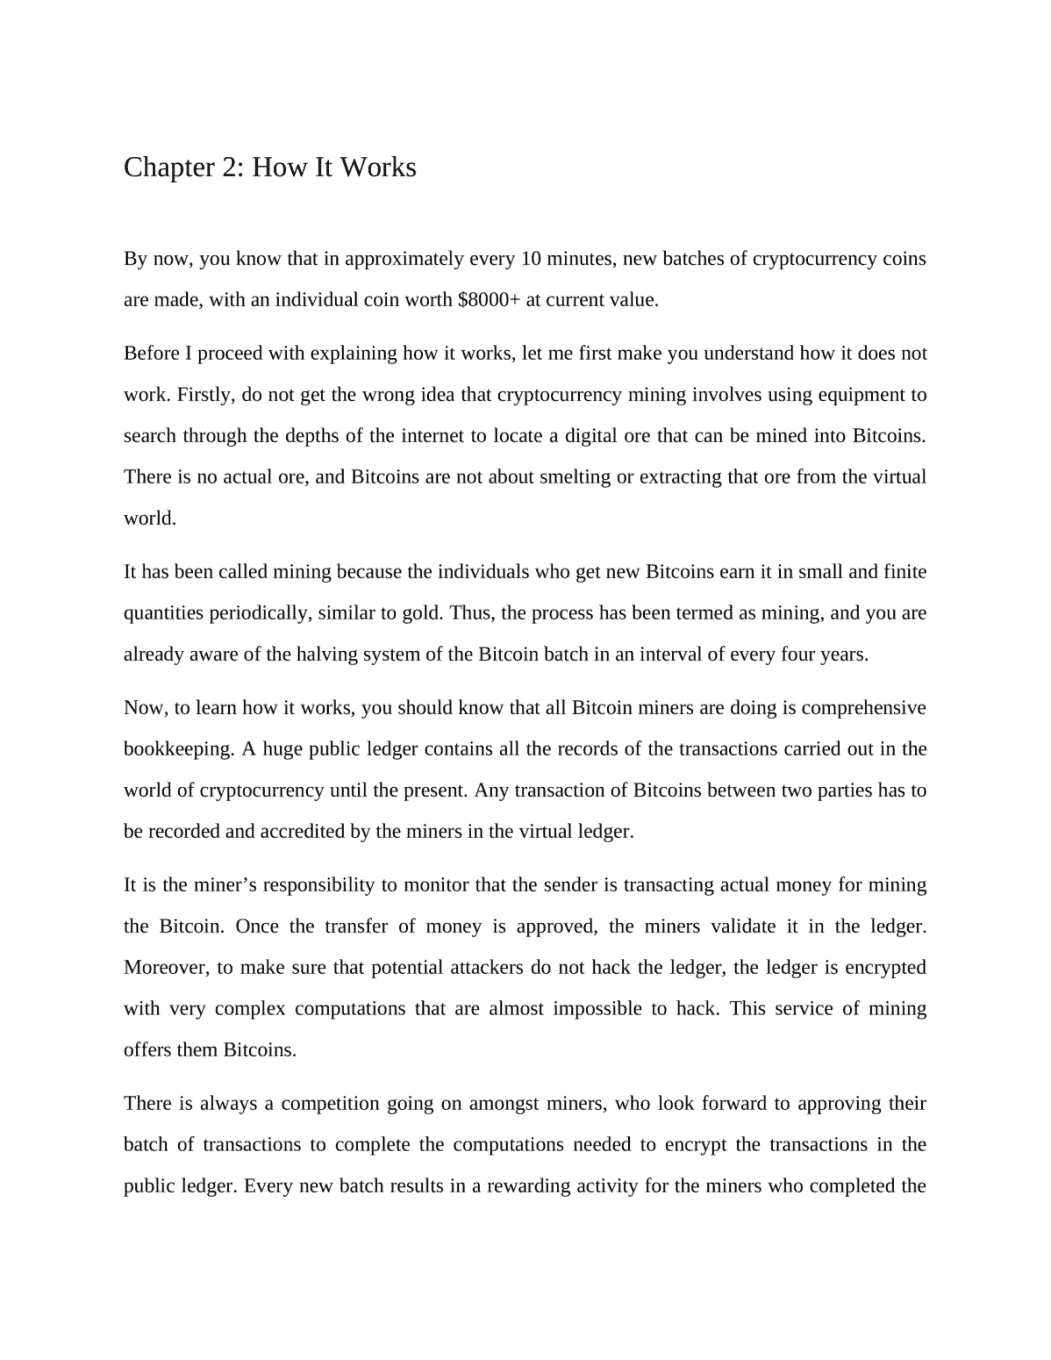 Chapter 2: How It Works
By now, you know that in approximately every 10 minutes, new batches of cryptocurrency coins
are made, with an individual coin worth $8000+ at current value.
Before I proceed with explaining how it works, let me first make you understand how it does not
work. Firstly, do not get the wrong idea that cryptocurrency mining involves using equipment to
search through the depths of the internet to locate a digital ore that can be mined into Bitcoins.
There is no actual ore, and Bitcoins are not about smelting or extracting that ore from the virtual
world.
It has been called mining because the individuals who get new Bitcoins earn it in small and finite
quantities periodically, similar to gold. Thus, the process has been termed as mining, and you are
already aware of the halving system of the Bitcoin batch in an interval of every four years.
Now, to learn how it works, you should know that all Bitcoin miners are doing is comprehensive
bookkeeping. A huge public ledger contains all the records of the transactions carried out in the
world of cryptocurrency until the present. Any transaction of Bitcoins between two parties has to
be recorded and accredited by the miners in the virtual ledger.
It is the miner’s responsibility to monitor that the sender is transacting actual money for mining
the Bitcoin. Once the transfer of money is approved, the miners validate it in the ledger.
Moreover, to make sure that potential attackers do not hack the ledger, the ledger is encrypted
with very complex computations that are almost impossible to hack. This service of mining
offers them Bitcoins.
There is always a competition going on amongst miners, who look forward to approving their
batch of transactions to complete the computations needed to encrypt the transactions in the
public ledger. Every new batch results in a rewarding activity for the miners who completed the